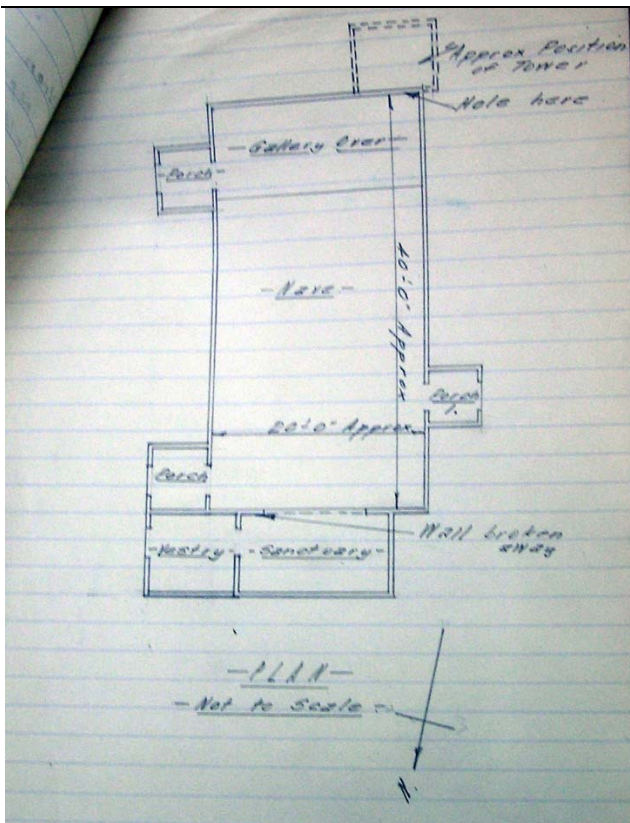 Approx Position
of Tower
Hole here
- Gallery Over -
- Porch -
- Nave -
40'-0" Approx
Porch
20'-0" Approx
Porch
Wall broken
away
- Vestry -
- Sanctuary -
- PLAN -
- Not to Scale -
N